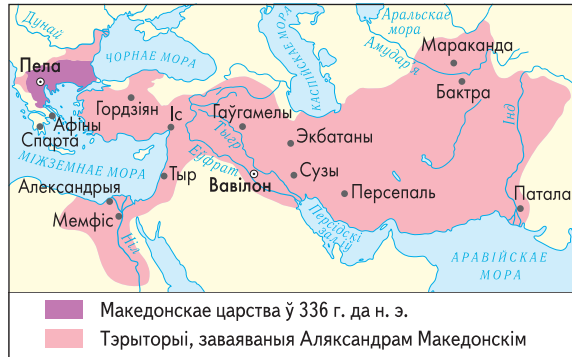 Дунай
ЧОРНАЕ МОРА
КАСПІЙСКАЕ МОРА
Аральскае
мора
Амудар'я
Мараканда
Бактра
Пела
Гордзіян
Іс
Гаўгамелы
Тыгр
Экбатаны
Інд
Афіны
Спарта
МІЖЗЕМНАЕ МОРА
Тыр
Еўфрат
Вавілон
Сузы
Персепаль
Патала
Александрыя
Мемфіс
Ніл
Персідскі
заліў
АРАВІЙСКАЕ
МОРА
Македонскае царства ў 336 г. да н. э.
Тэрыторыі, заваяваныя Аляксандрам Македонскім